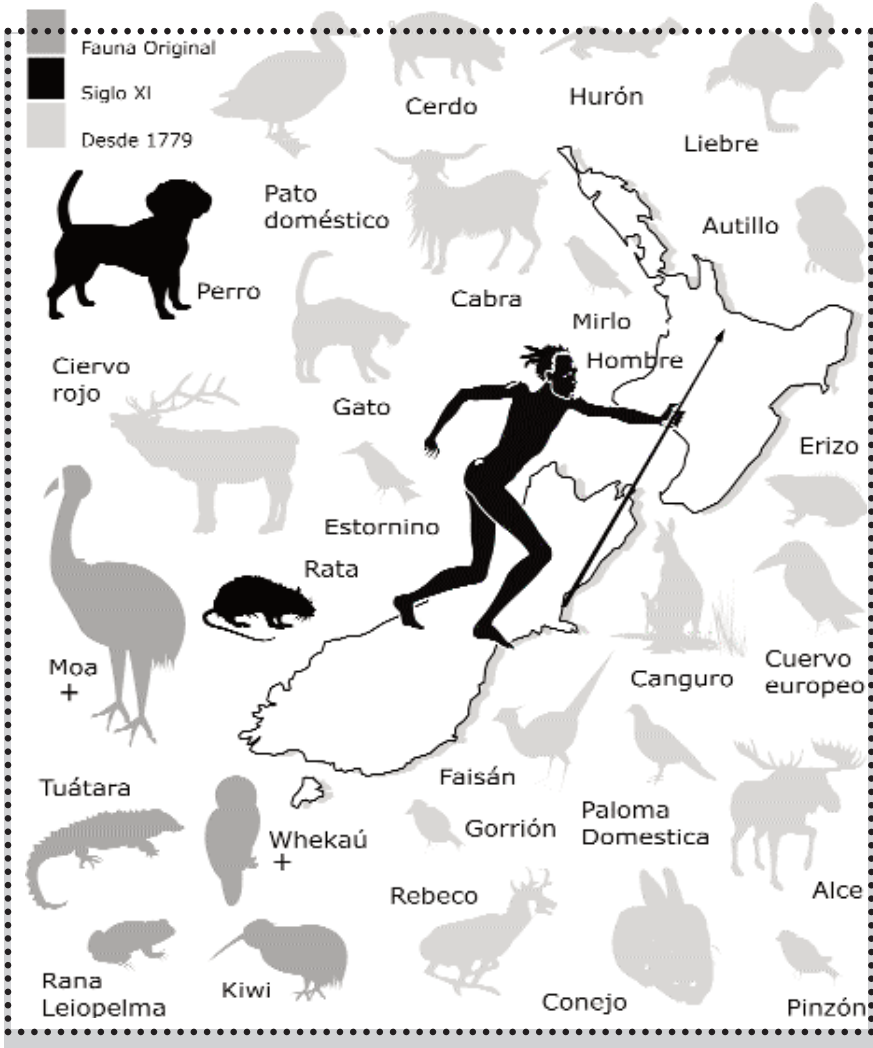 Fauna Original
Siglo XI
Desde 1779
Cerdo
Hurón
Liebre
Pato
doméstico
Autillo
Perro
Cabra
Mirlo
Hombre
Ciervo
rojo
Gato
Erizo
Estornino
Rata
Moa
+
Canguro
Cuervo
europeo
Tuátara
Faisán
Whekaú
+
Gorrión
Paloma
Domestica
Rebeco
Alce
Rana
Leiopelma
Kiwi
Conejo
Pinzón